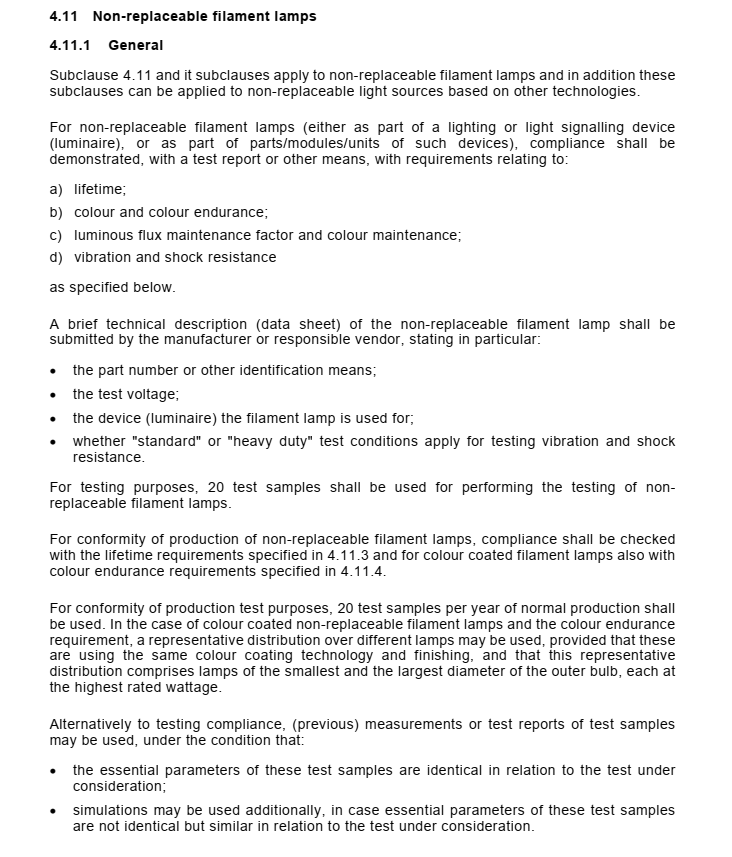 4.11 Non-replaceable filament lamps
4.11.1 General
Subclause 4.11 and it subclauses apply to non-replaceable filament lamps and in addition these
subclauses can be applied to non-replaceable light sources based on other technologies.
For non-replaceable filament lamps (either as part of a lighting or light signalling device
(luminaire), or as part of parts/modules/units of such devices), compliance shall be
demonstrated, with a test report or other means, with requirements relating to:
a) lifetime;
b) colour and colour endurance;
c) luminous flux maintenance factor and colour maintenance;
d) vibration and shock resistance
as specified below.
A brief technical description (data sheet) of the non-replaceable filament lamp shall be
submitted by the manufacturer or responsible vendor, stating in particular:
• the part number or other identification means;
• the test voltage;
• the device (luminaire) the filament lamp is used for;
• whether "standard" or "heavy duty" test conditions apply for testing vibration and shock
resistance.
For testing purposes, 20 test samples shall be used for performing the testing of non-
replaceable filament lamps.
For conformity of production of non-replaceable filament lamps, compliance shall be checked
with the lifetime requirements specified in 4.11.3 and for colour coated filament lamps also with
colour endurance requirements specified in 4.11.4.
For conformity of production test purposes, 20 test samples per year of normal production shall
be used. In the case of colour coated non-replaceable filament lamps and the colour endurance
requirement, a representative distribution over different lamps may be used, provided that these
are using the same colour coating technology and finishing, and that this representative
distribution comprises lamps of the smallest and the largest diameter of the outer bulb, each at
the highest rated wattage.
Alternatively to testing compliance, (previous) measurements or test reports of test samples
may be used, under the condition that:
• the essential parameters of these test samples are identical in relation to the test under
consideration;
• simulations may be used additionally, in case essential parameters of these test samples
are not identical but similar in relation to the test under consideration.